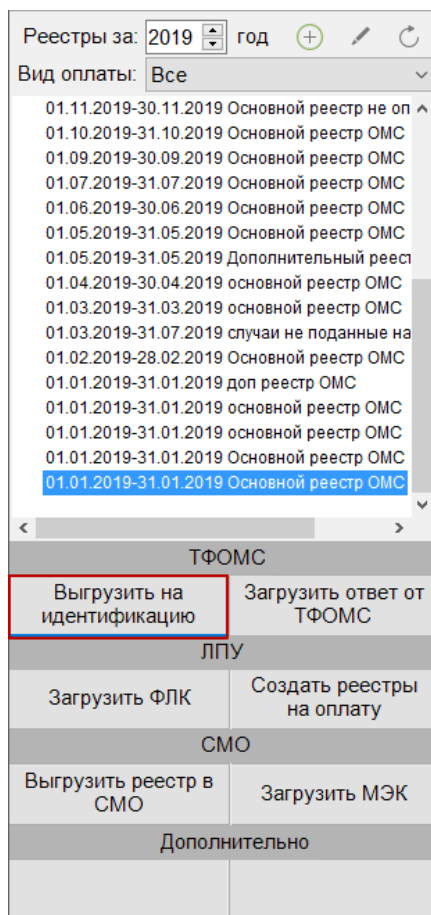 Реестры за: 2019 год
Вид оплаты: Все
01.11.2019-30.11.2019 Основной реестр не оп
01.10.2019-31.10.2019 Основной реестр ОМС
01.09.2019-30.09.2019 Основной реестр ОМС
01.07.2019-31.07.2019 Основной реестр ОМС
01.06.2019-30.06.2019 Основной реестр ОМС
01.05.2019-31.05.2019 Основной реестр ОМС
01.05.2019-31.05.2019 Дополнительный реест
01.04.2019-30.04.2019 основной реестр ОМС
01.03.2019-31.03.2019 основной реестр ОМС
01.03.2019-31.07.2019 случаи не поданные на
01.02.2019-28.02.2019 Основной реестр ОМС
01.01.2019-31.01.2019 доп реестр ОМС
01.01.2019-31.01.2019 основной реестр ОМС
01.01.2019-31.01.2019 основной реестр ОМС
01.01.2019-31.01.2019 Основной реестр ОМС
01.01.2019-31.01.2019 Основной реестр ОМС
ТФОМС
Выгрузить на
идентификацию
Загрузить ответ от
ТФОМС
ЛПУ
Загрузить ФЛК
Создать реестры
на оплату
СМО
Выгрузить реестр в
СМО
Загрузить МЭК
Дополнительно